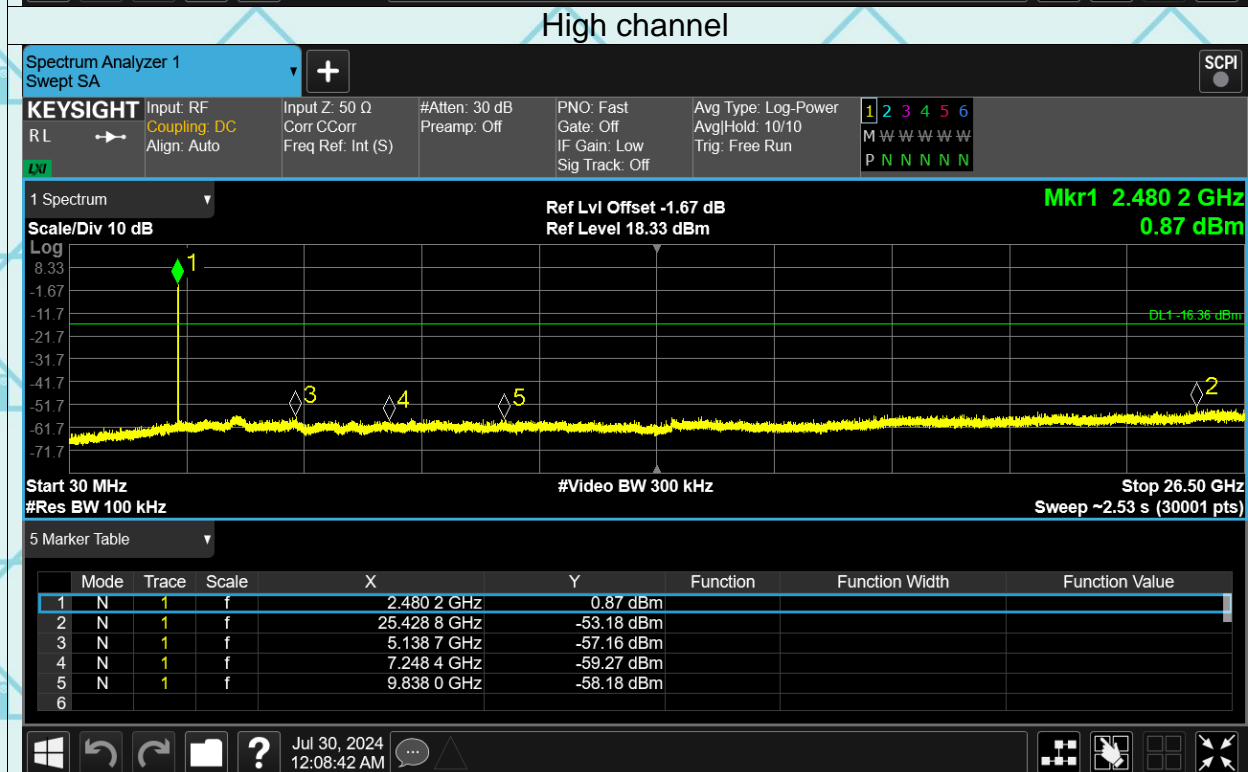 High channel
Spectrum Analyzer 1
Swept SA
SCPI
KEYSIGHT Input: RF Input Z: 50 Ω #Atten: 30 dB PNO: Fast Avg Type: Log-Power 1 2 3 4 5 6
RL Coupling: DC Corr CCorr Preamp: Off Gate: Off Avg|Hold: 10/10 M W W W W W
Align: Auto Freq Ref: Int (S) IF Gain: Low Trig: Free Run P N N N N N
LXI Sig Track: Off
1 Spectrum Ref Lvl Offset -1.67 dB Mkr1 2.480 2 GHz
Scale/Div 10 dB Ref Level 18.33 dBm 0.87 dBm
Log
1
8.33
-1.67
-11.7 DL1 -16.36 dBm
-21.7
-31.7
-41.7 2
3 4 5
-51.7
-61.7
-71.7
Start 30 MHz #Video BW 300 kHz Stop 26.50 GHz
#Res BW 100 kHz Sweep ~2.53 s (30001 pts)
5 Marker Table
Mode Trace Scale X Y Function Function Width Function Value
1 N 1 f 2.480 2 GHz 0.87 dBm
2 N 1 f 25.428 8 GHz -53.18 dBm
3 N 1 f 5.138 7 GHz -57.16 dBm
4 N 1 f 7.248 4 GHz -59.27 dBm
5 N 1 f 9.838 0 GHz -58.18 dBm
6
? Jul 30, 2024
12:08:42 AM